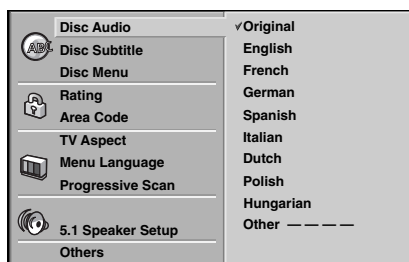 Disc Audio
Disc Subtitle
Disc Menu
Rating
Area Code
TV Aspect
Menu Language
Progressive Scan
5.1 Speaker Setup
Others
✓Original
English
French
German
Spanish
Italian
Dutch
Polish
Hungarian
Other — — — —
ABC